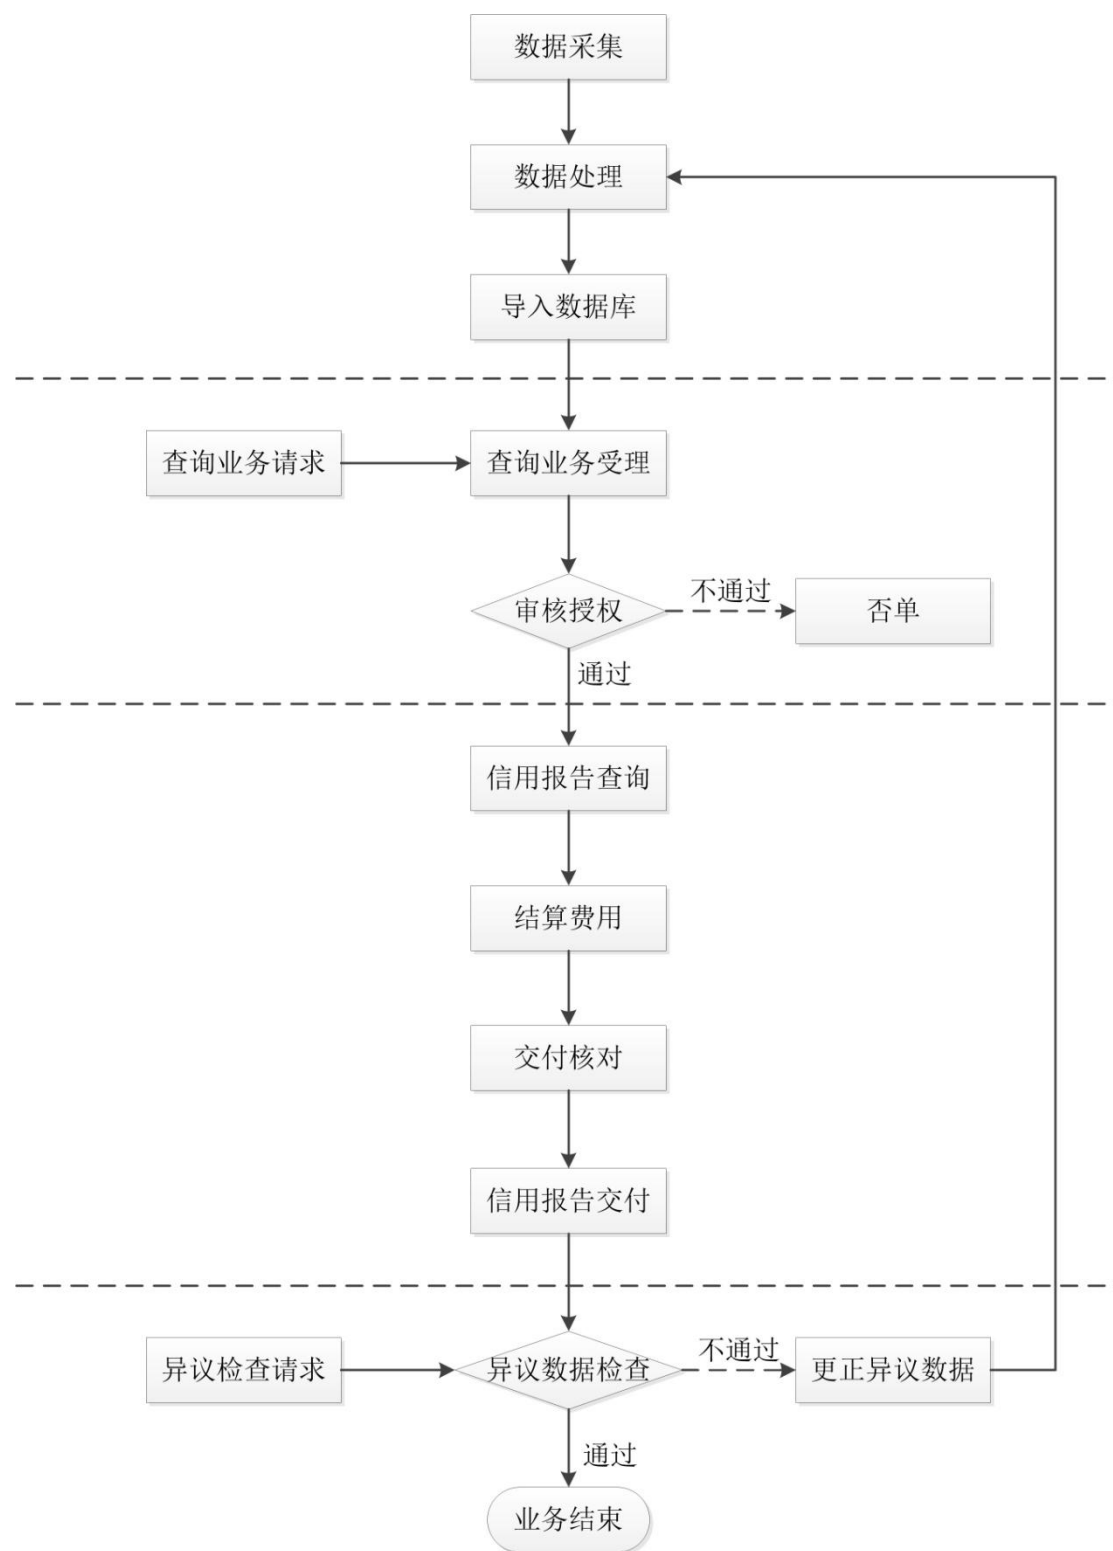 数据采集
数据处理
导入数据库
查询业务请求
查询业务受理
审核授权
不通过
否单
通过
信用报告查询
结算费用
交付核对
信用报告交付
异议检查请求
异议数据检查
不通过
更正异议数据
通过
业务结束